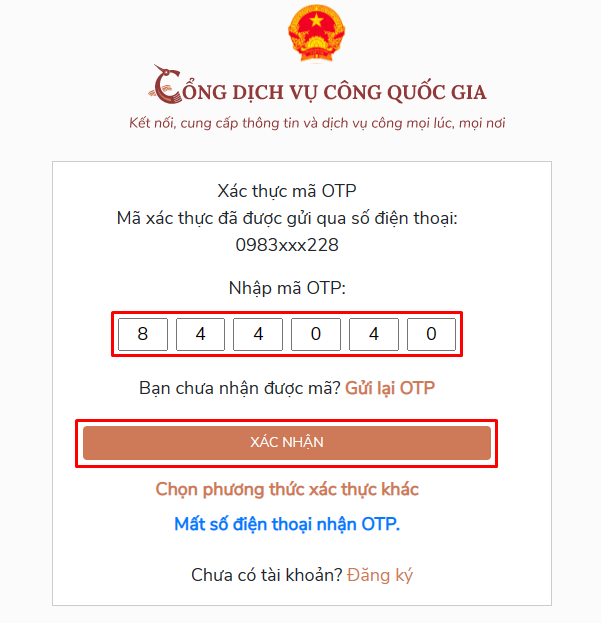 CỔNG DỊCH VỤ CÔNG QUỐC GIA
Kết nối, cung cấp thông tin và dịch vụ công mọi lúc, mọi nơi
Xác thực mã OTP
Mã xác thực đã được gửi qua số điện thoại:
0983xxx228
Nhập mã OTP:
8 4 4 0 4 0
Bạn chưa nhận được mã? Gửi lại OTP
XÁC NHẬN
Chọn phương thức xác thực khác
Mất số điện thoại nhận OTP.
Chưa có tài khoản? Đăng ký